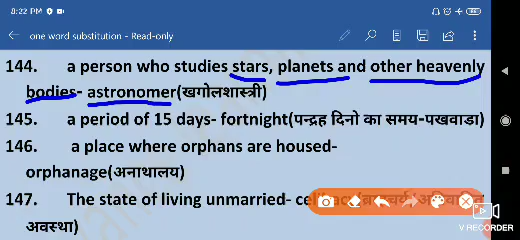 8:22 PM
one word substitution - Read-only
144. a person who studies stars, planets and other heavenly
bodies- astronomer(खगोलशास्त्री)
145. a period of 15 days- fortnight(पन्द्रह दिनो का समय-पखवाडा)
146. a place where orphans are housed-
orphanage(अनाथालय)
147. The state of living unmarried-
अवस्था)
V RECORDER